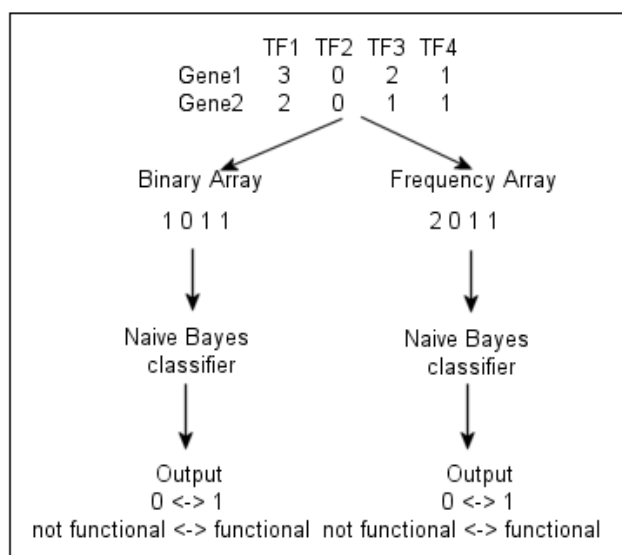 TF1 TF2 TF3 TF4
Gene1 3 0 2 1
Gene2 2 0 1 1
Binary Array
1 0 1 1
Naive Bayes
classifier
Output
0 <-> 1
not functional <-> functional
Frequency Array
2 0 1 1
Naive Bayes
classifier
Output
0 <-> 1
not functional <-> functional